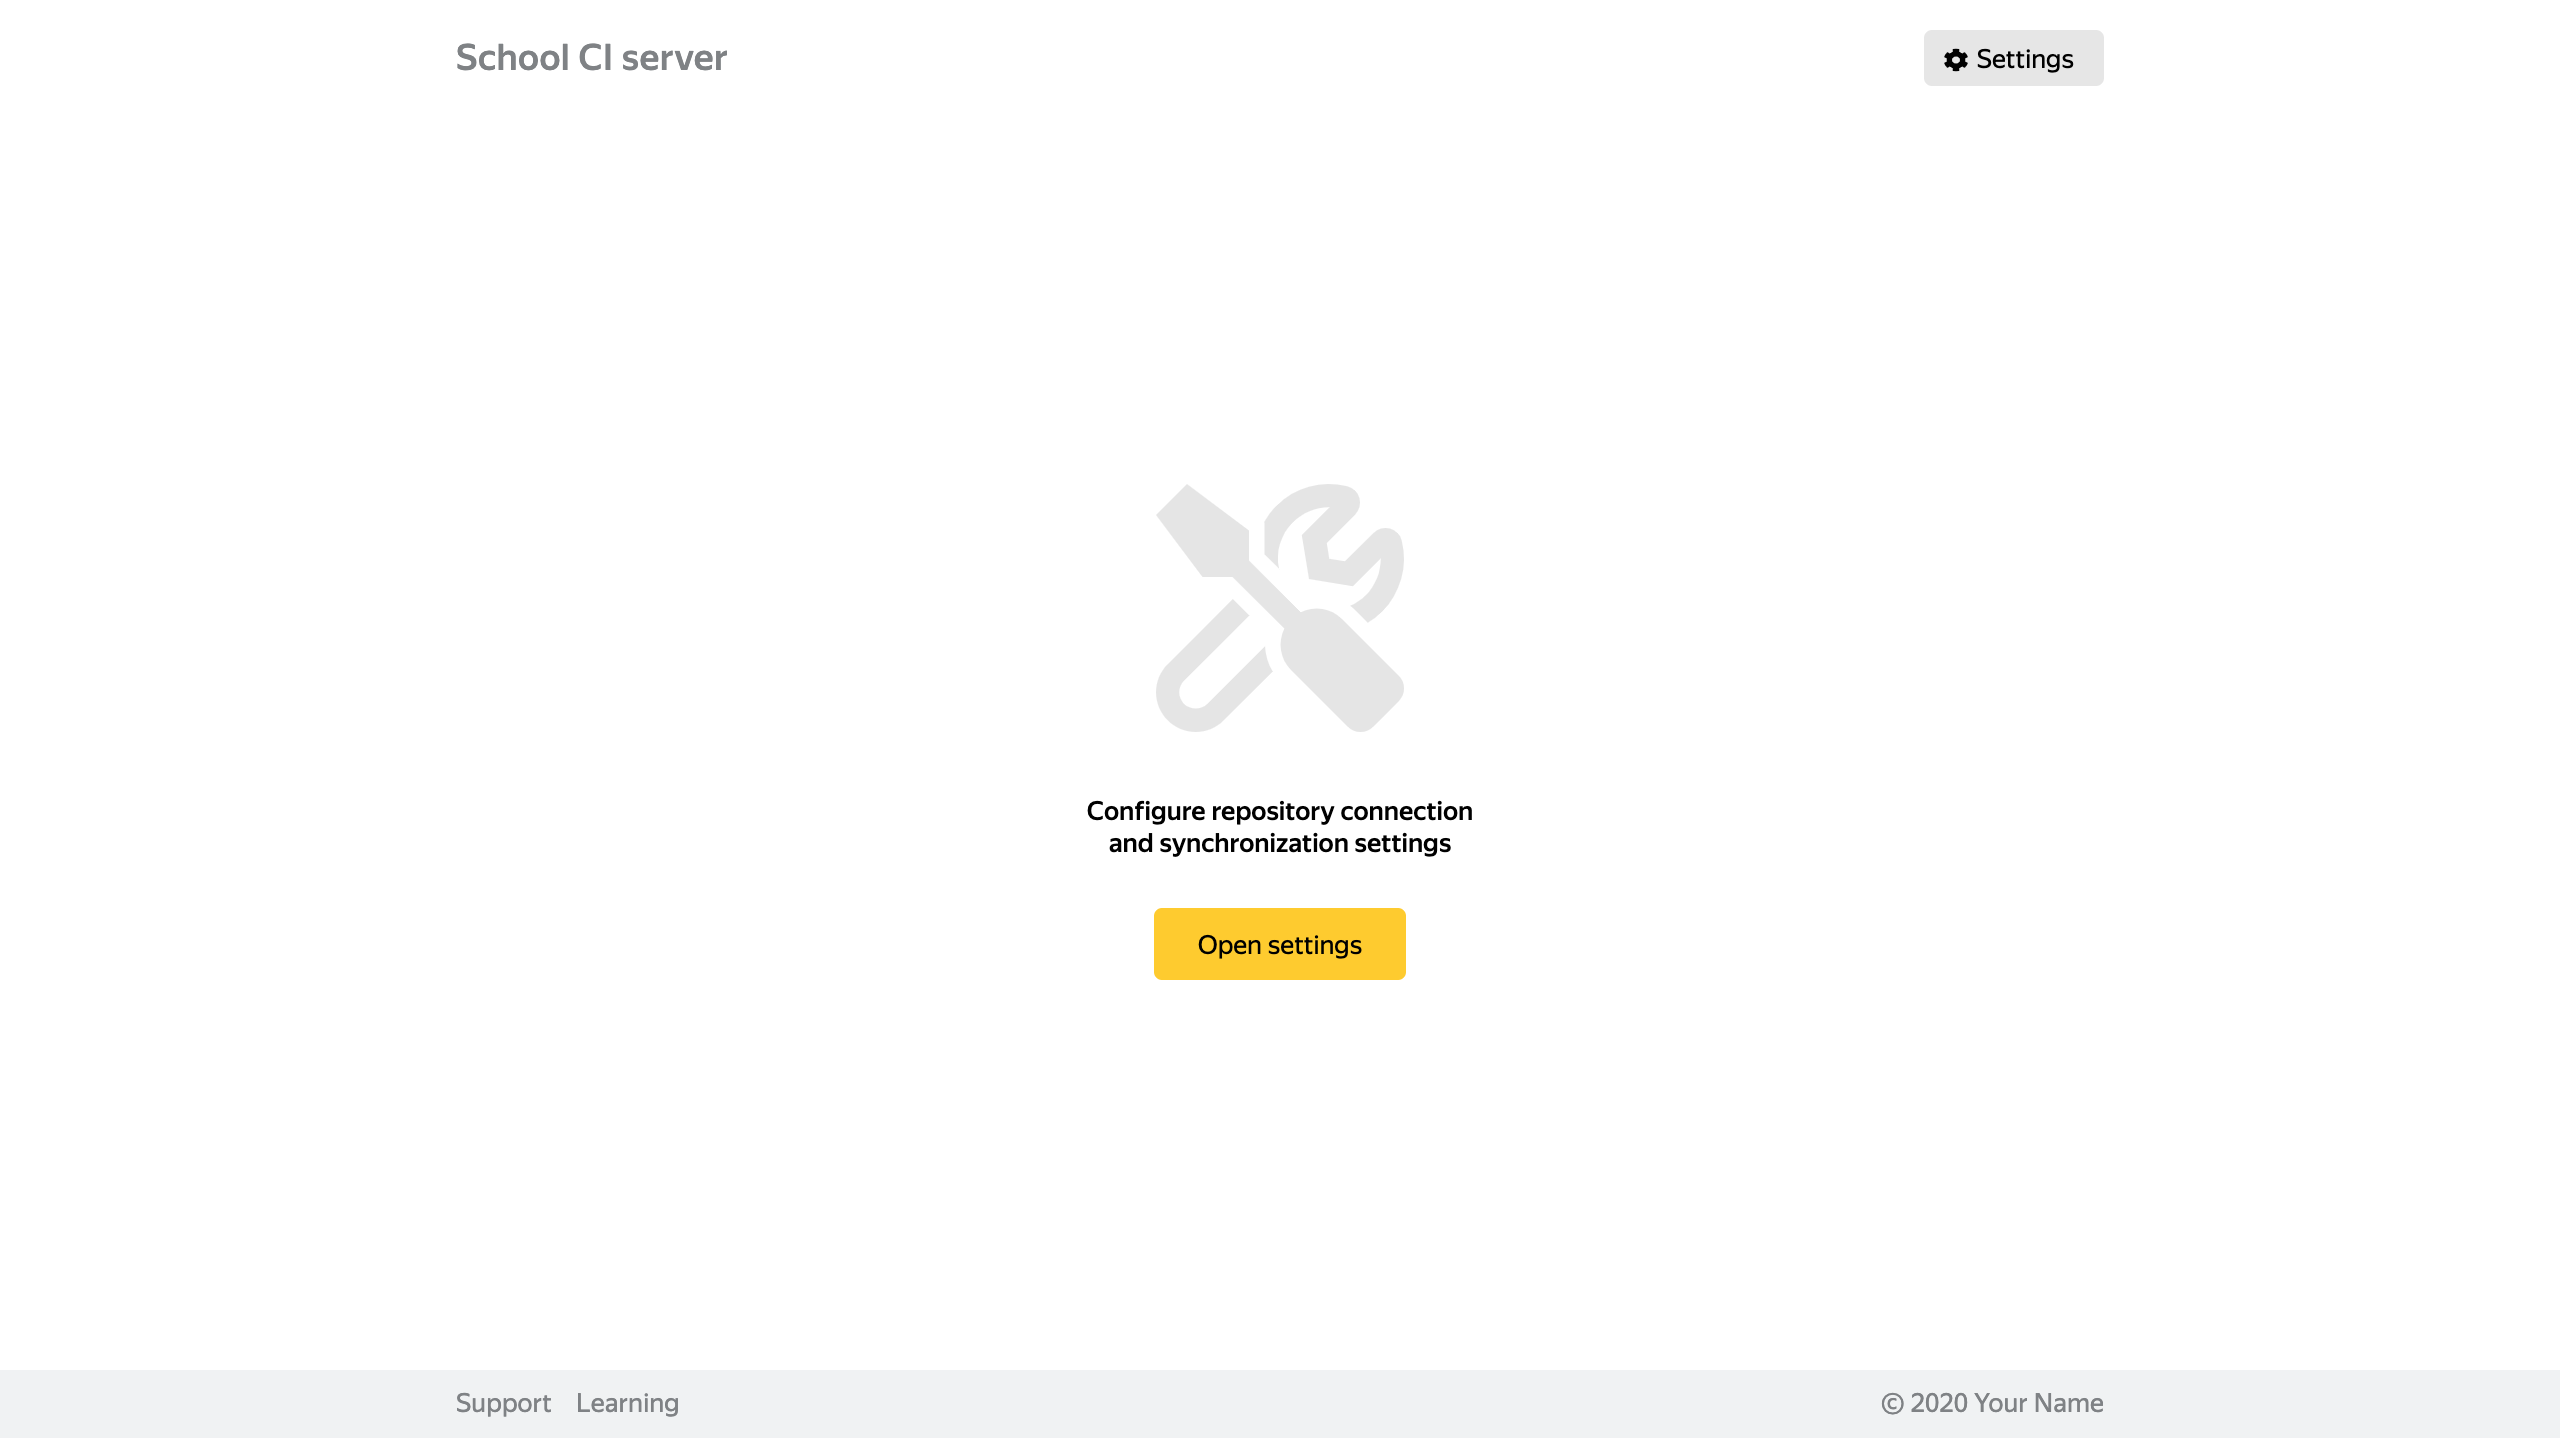 School CI server
Settings
Configure repository connection
and synchronization settings
Open settings
Support Learning
© 2020 Your Name